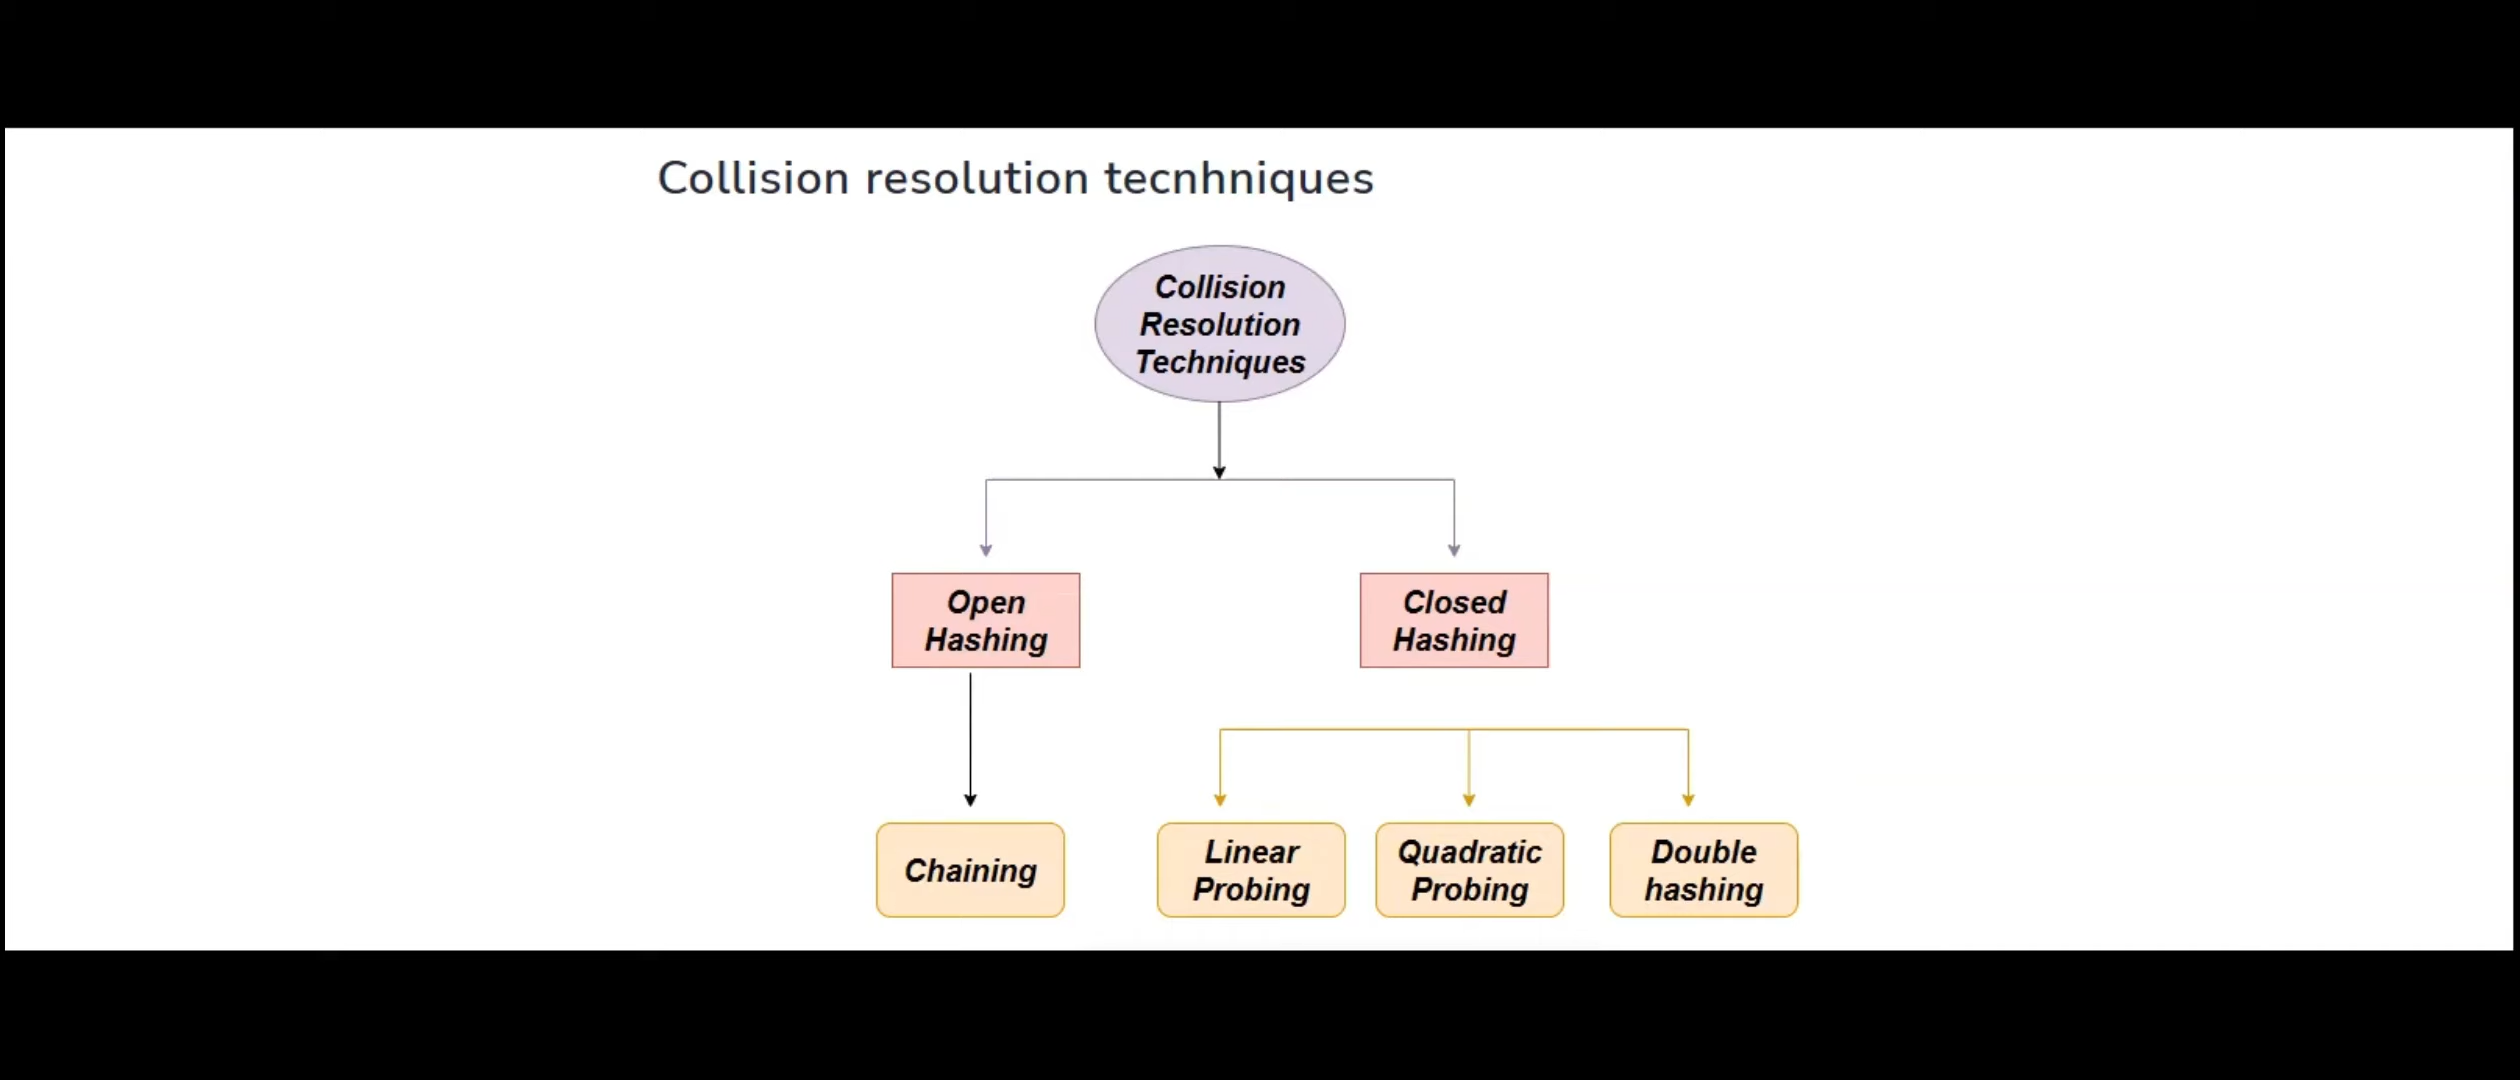 Collision resolution tecnhniques
Collision
Resolution
Techniques
Open
Hashing
Closed
Hashing
Chaining
Linear
Probing
Quadratic
Probing
Double
hashing